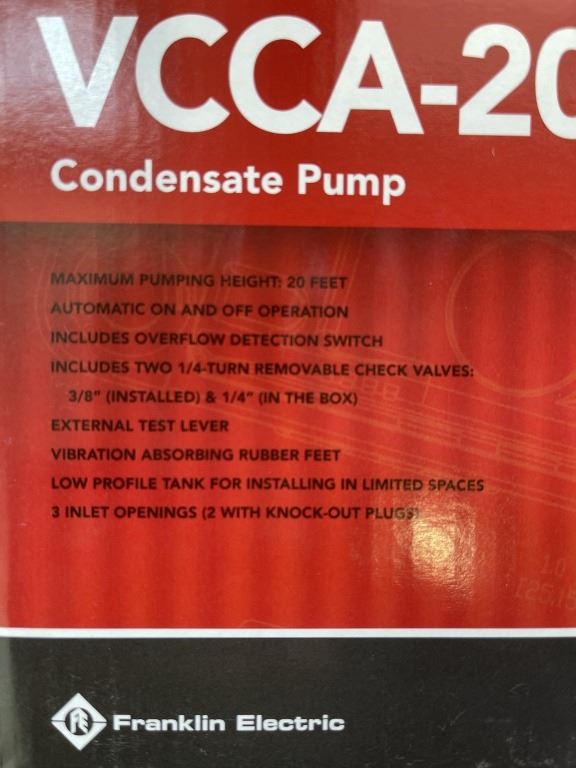 VCCA-20
Condensate Pump
MAXIMUM PUMPING HEIGHT: 20 FEET
AUTOMATIC ON AND OFF OPERATION
INCLUDES OVERFLOW DETECTION SWITCH
INCLUDES TWO 1/4-TURN REMOVABLE CHECK VALVES:
3/8" (INSTALLED) & 1/4" (IN THE BOX)
EXTERNAL TEST LEVER
VIBRATION ABSORBING RUBBER FEET
LOW PROFILE TANK FOR INSTALLING IN LIMITED SPACES
3 INLET OPENINGS (2 WITH KNOCK-OUT PLUGS)
Franklin Electric